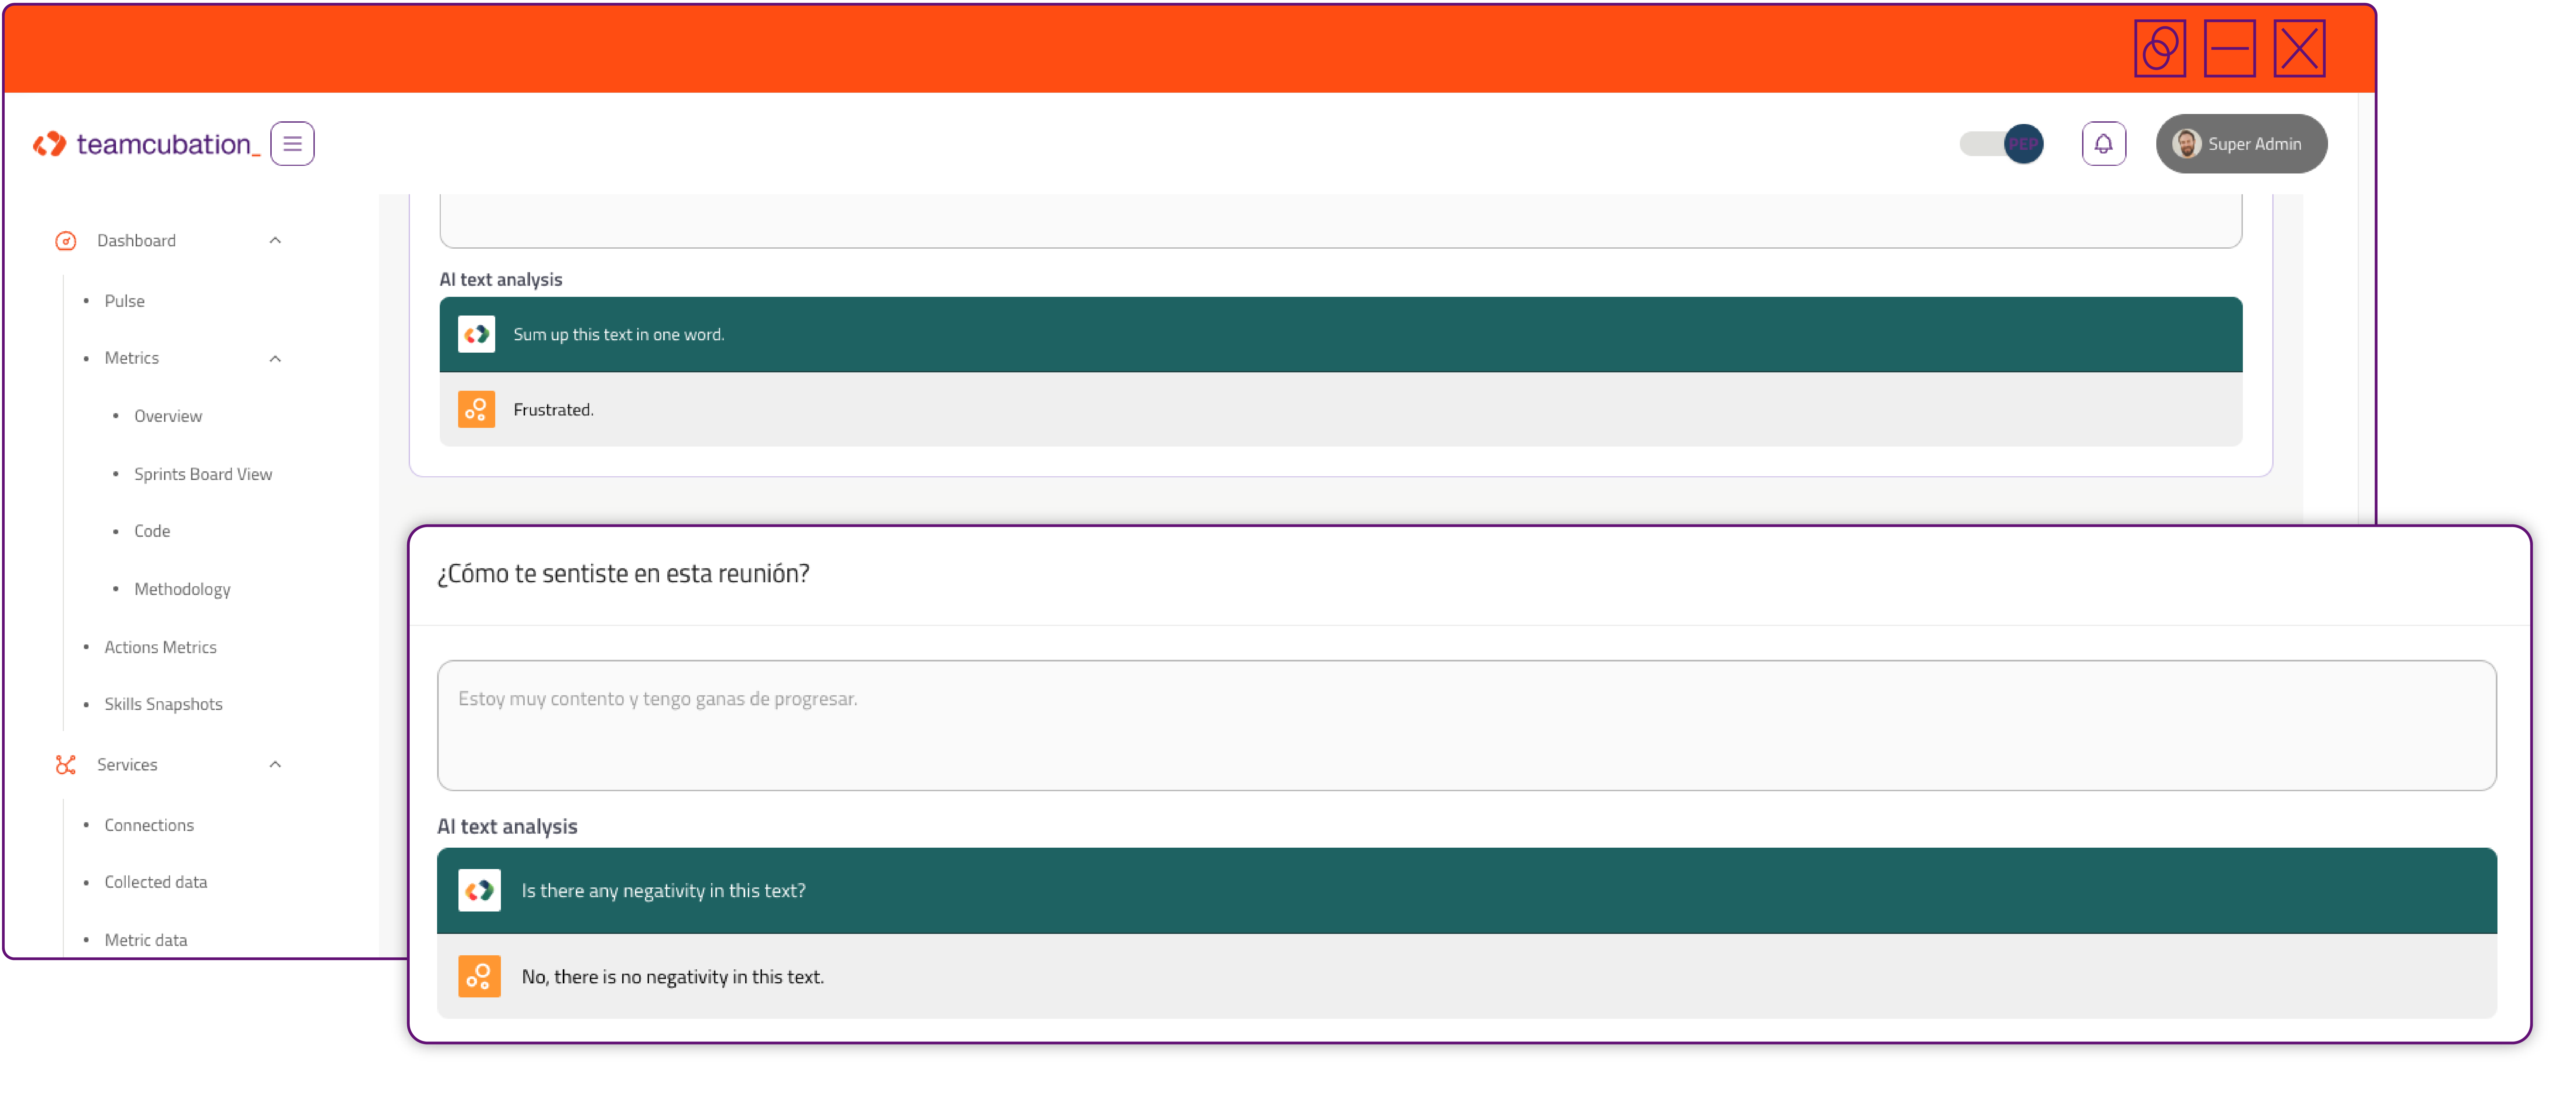 teamcubation_
PEP
Super Admin
Dashboard
Pulse
Metrics
Overview
Sprints Board View
Code
Methodology
Actions Metrics
Skills Snapshots
Services
Connections
Collected data
Metric data
AI text analysis
Sum up this text in one word.
Frustrated.
¿Cómo te sentiste en esta reunión?
Estoy muy contento y tengo ganas de progresar.
AI text analysis
Is there any negativity in this text?
No, there is no negativity in this text.